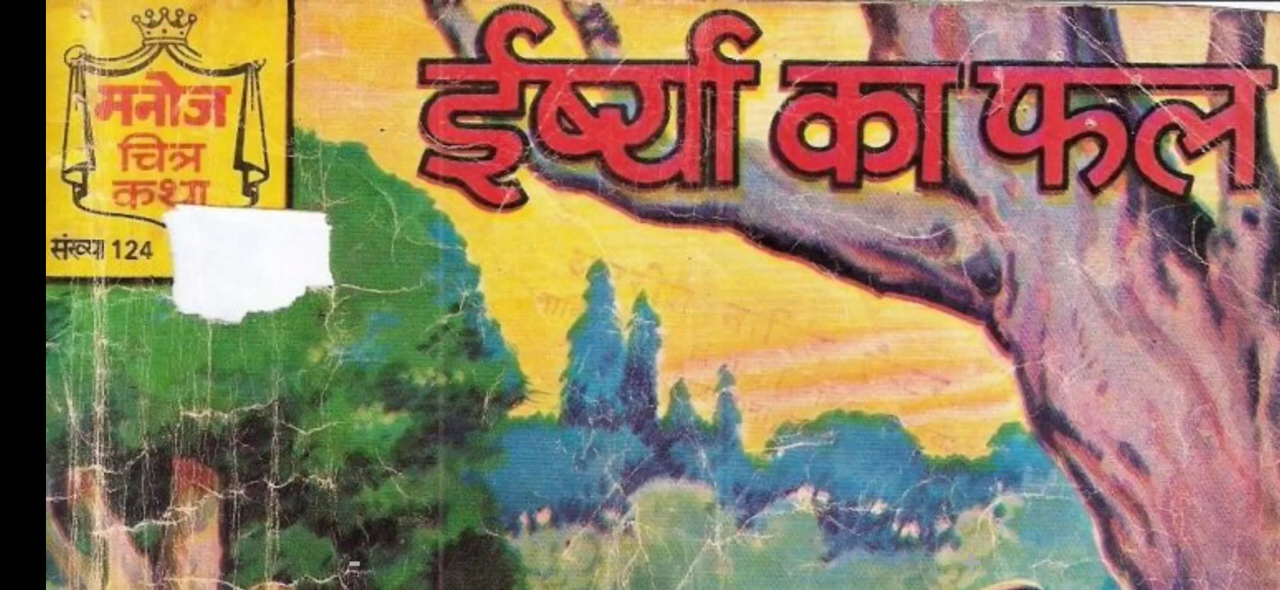 मनोज
चित्र
कथा
संख्या 124
ईर्ष्या का फल